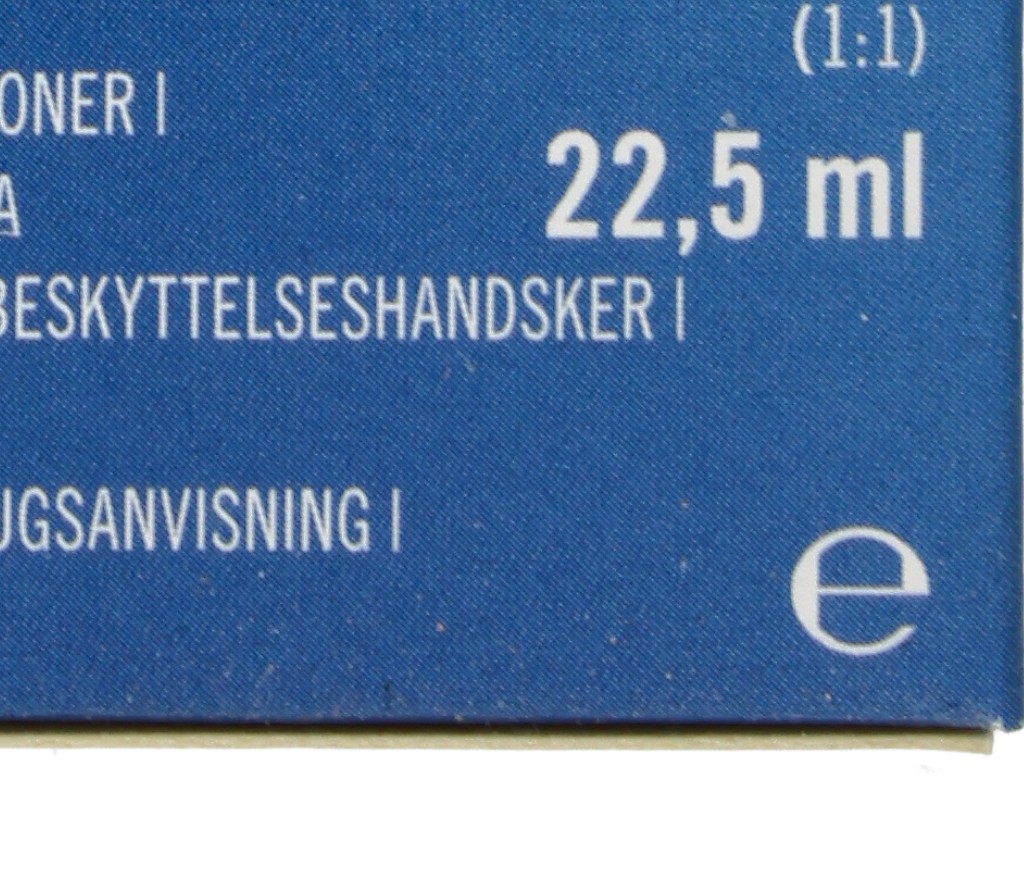 (1:1)
ONER |
22,5 ml
A
BESKYTTELSESHANDSKER |
UGSANVISNING |
℮